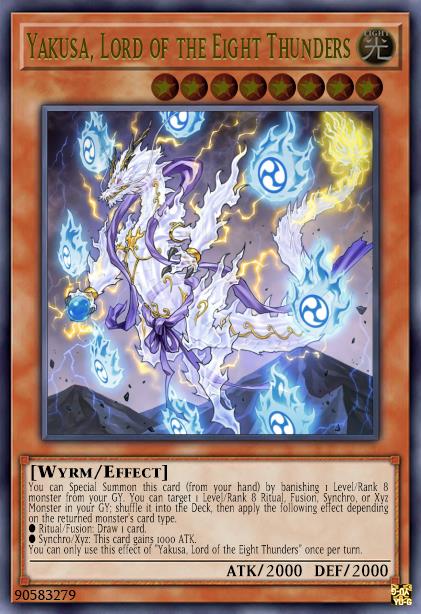 Yakusa, Lord of the Eight Thunders
LIGHT
光
[Wyrm/Effect]
You can Special Summon this card (from your hand) by banishing 1 Level/Rank 8
monster from your GY. You can target 1 Level/Rank 8 Ritual, Fusion, Synchro, or Xyz
Monster in your GY; shuffle it into the Deck, then apply the following effect depending
on the returned monster's card type.
● Ritual/Fusion: Draw 1 card.
● Synchro/Xyz: This card gains 1000 ATK.
You can only use this effect of "Yakusa, Lord of the Eight Thunders" once per turn.
ATK/2000 DEF/2000
90583279